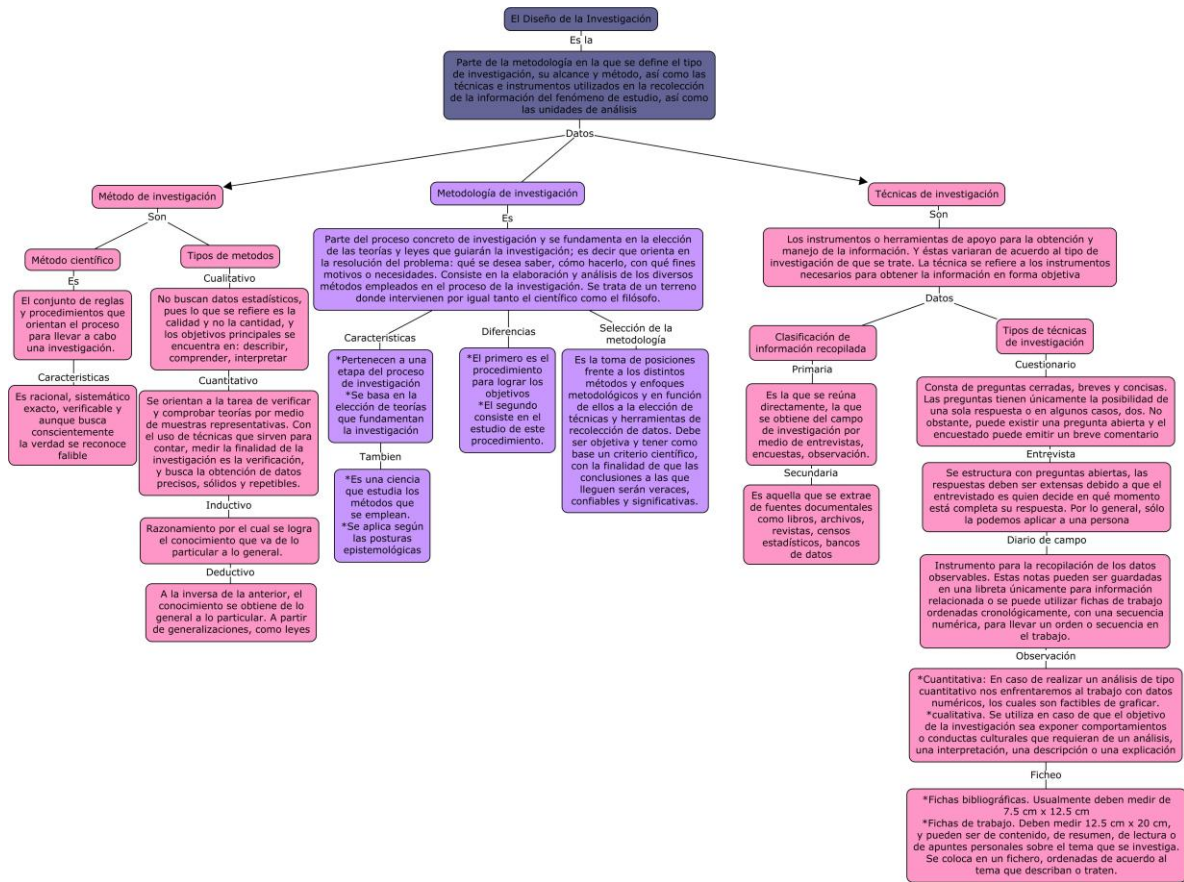 El Diseño de la Investigación
Es la
Parte de la metodología en la que se define el tipo
de investigación, su alcance y método, así como las
técnicas e instrumentos utilizados en la recolección
de la información del fenómeno de estudio, así como
las unidades de análisis
Datos
Método de investigación
Son
Método científico
Es
El conjunto de reglas
y procedimientos que
orientan el proceso
para llevar a cabo
una investigación.
Caracteristicas
Es racional, sistemático
exacto, verificable y
aunque busca
conscientemente
la verdad se reconoce
falible
Tipos de metodos
Cualitativo
No buscan datos estadísticos,
pues lo que se refiere es la
calidad y no la cantidad, y
los objetivos principales se
encuentra en: describir,
comprender, interpretar
Cuantitativo
Se orientan a la tarea de verificar
y comprobar teorías por medio
de muestras representativas. Con
el uso de técnicas que sirven para
contar, medir la finalidad de la
investigación es la verificación,
y busca la obtención de datos
precisos, sólidos y repetibles.
Inductivo
Razonamiento por el cual se logra
el conocimiento que va de lo
particular a lo general.
Deductivo
A la inversa de la anterior, el
conocimiento se obtiene de lo
general a lo particular. A partir
de generalizaciones, como leyes
Metodología de investigación
Es
Parte del proceso concreto de investigación y se fundamenta en la elección
de las teorías y leyes que guiarán la investigación; es decir que orienta en
la resolución del problema: qué se desea saber, cómo hacerlo, con qué fines
motivos o necesidades. Consiste en la elaboración y análisis de los diversos
métodos empleados en el proceso de la investigación. Se trata de un terreno
donde intervienen por igual tanto el científico como el filósofo.
Caracteristicas
*Pertenecen a una
etapa del proceso
de investigación
*Se basa en la
elección de teorías
que fundamentan
la investigación
Tambien
*Es una ciencia
que estudia los
métodos que
se emplean.
*Se aplica según
las posturas
epistemológicas
Diferencias
*El primero es el
procedimiento
para lograr los
objetivos
*El segundo
consiste en el
estudio de este
procedimiento.
Selección de la
metodología
Es la toma de posiciones
frente a los distintos
métodos y enfoques
metodológicos y en función
de ellos a la elección de
técnicas y herramientas de
recolección de datos. Debe
ser objetiva y tener como
base un criterio científico,
con la finalidad de que las
conclusiones a las que
lleguen serán veraces,
confiables y significativas.
Técnicas de investigación
Son
Los instrumentos o herramientas de apoyo para la obtención y
manejo de la información. Y éstas variaran de acuerdo al tipo de
investigación de que se trate. La técnica se refiere a los instrumentos
necesarios para obtener la información en forma objetiva
Datos
Clasificación de
información recopilada
Primaria
Es la que se reúna
directamente, la que
se obtiene del campo
de investigación por
medio de entrevistas,
encuestas, observación.
Secundaria
Es aquella que se extrae
de fuentes documentales
como libros, archivos,
revistas, censos
estadísticos, bancos
de datos
Tipos de técnicas
de investigación
Cuestionario
Consta de preguntas cerradas, breves y concisas.
Las preguntas tienen únicamente la posibilidad de
una sola respuesta o en algunos casos, dos. No
obstante, puede existir una pregunta abierta y el
encuestado puede emitir un breve comentario
Entrevista
Se estructura con preguntas abiertas, las
respuestas deben ser extensas debido a que el
entrevistado es quien decide en qué momento
está completa su respuesta. Por lo general, sólo
la podemos aplicar a una persona
Diario de campo
Instrumento para la recopilación de los datos
observables. Estas notas pueden ser guardadas
en una libreta únicamente para información
relacionada o se puede utilizar fichas de trabajo
ordenadas cronológicamente, con una secuencia
numérica, para llevar un orden o secuencia en
el trabajo.
Observación
*Cuantitativa: En caso de realizar un análisis de tipo
cuantitativo nos enfrentaremos al trabajo con datos
numéricos, los cuales son factibles de graficar.
*cualitativa. Se utiliza en caso de que el objetivo
de la investigación sea exponer comportamientos
o conductas culturales que requieran de un análisis,
una interpretación, una descripción o una explicación
Ficheo
*Fichas bibliográficas. Usualmente deben medir de
7.5 cm x 12.5 cm
*Fichas de trabajo. Deben medir 12.5 cm x 20 cm,
y pueden ser de contenido, de resumen, de lectura o
de apuntes personales sobre el tema que se investiga.
Se coloca en un fichero, ordenadas de acuerdo al
tema que describan o traten.